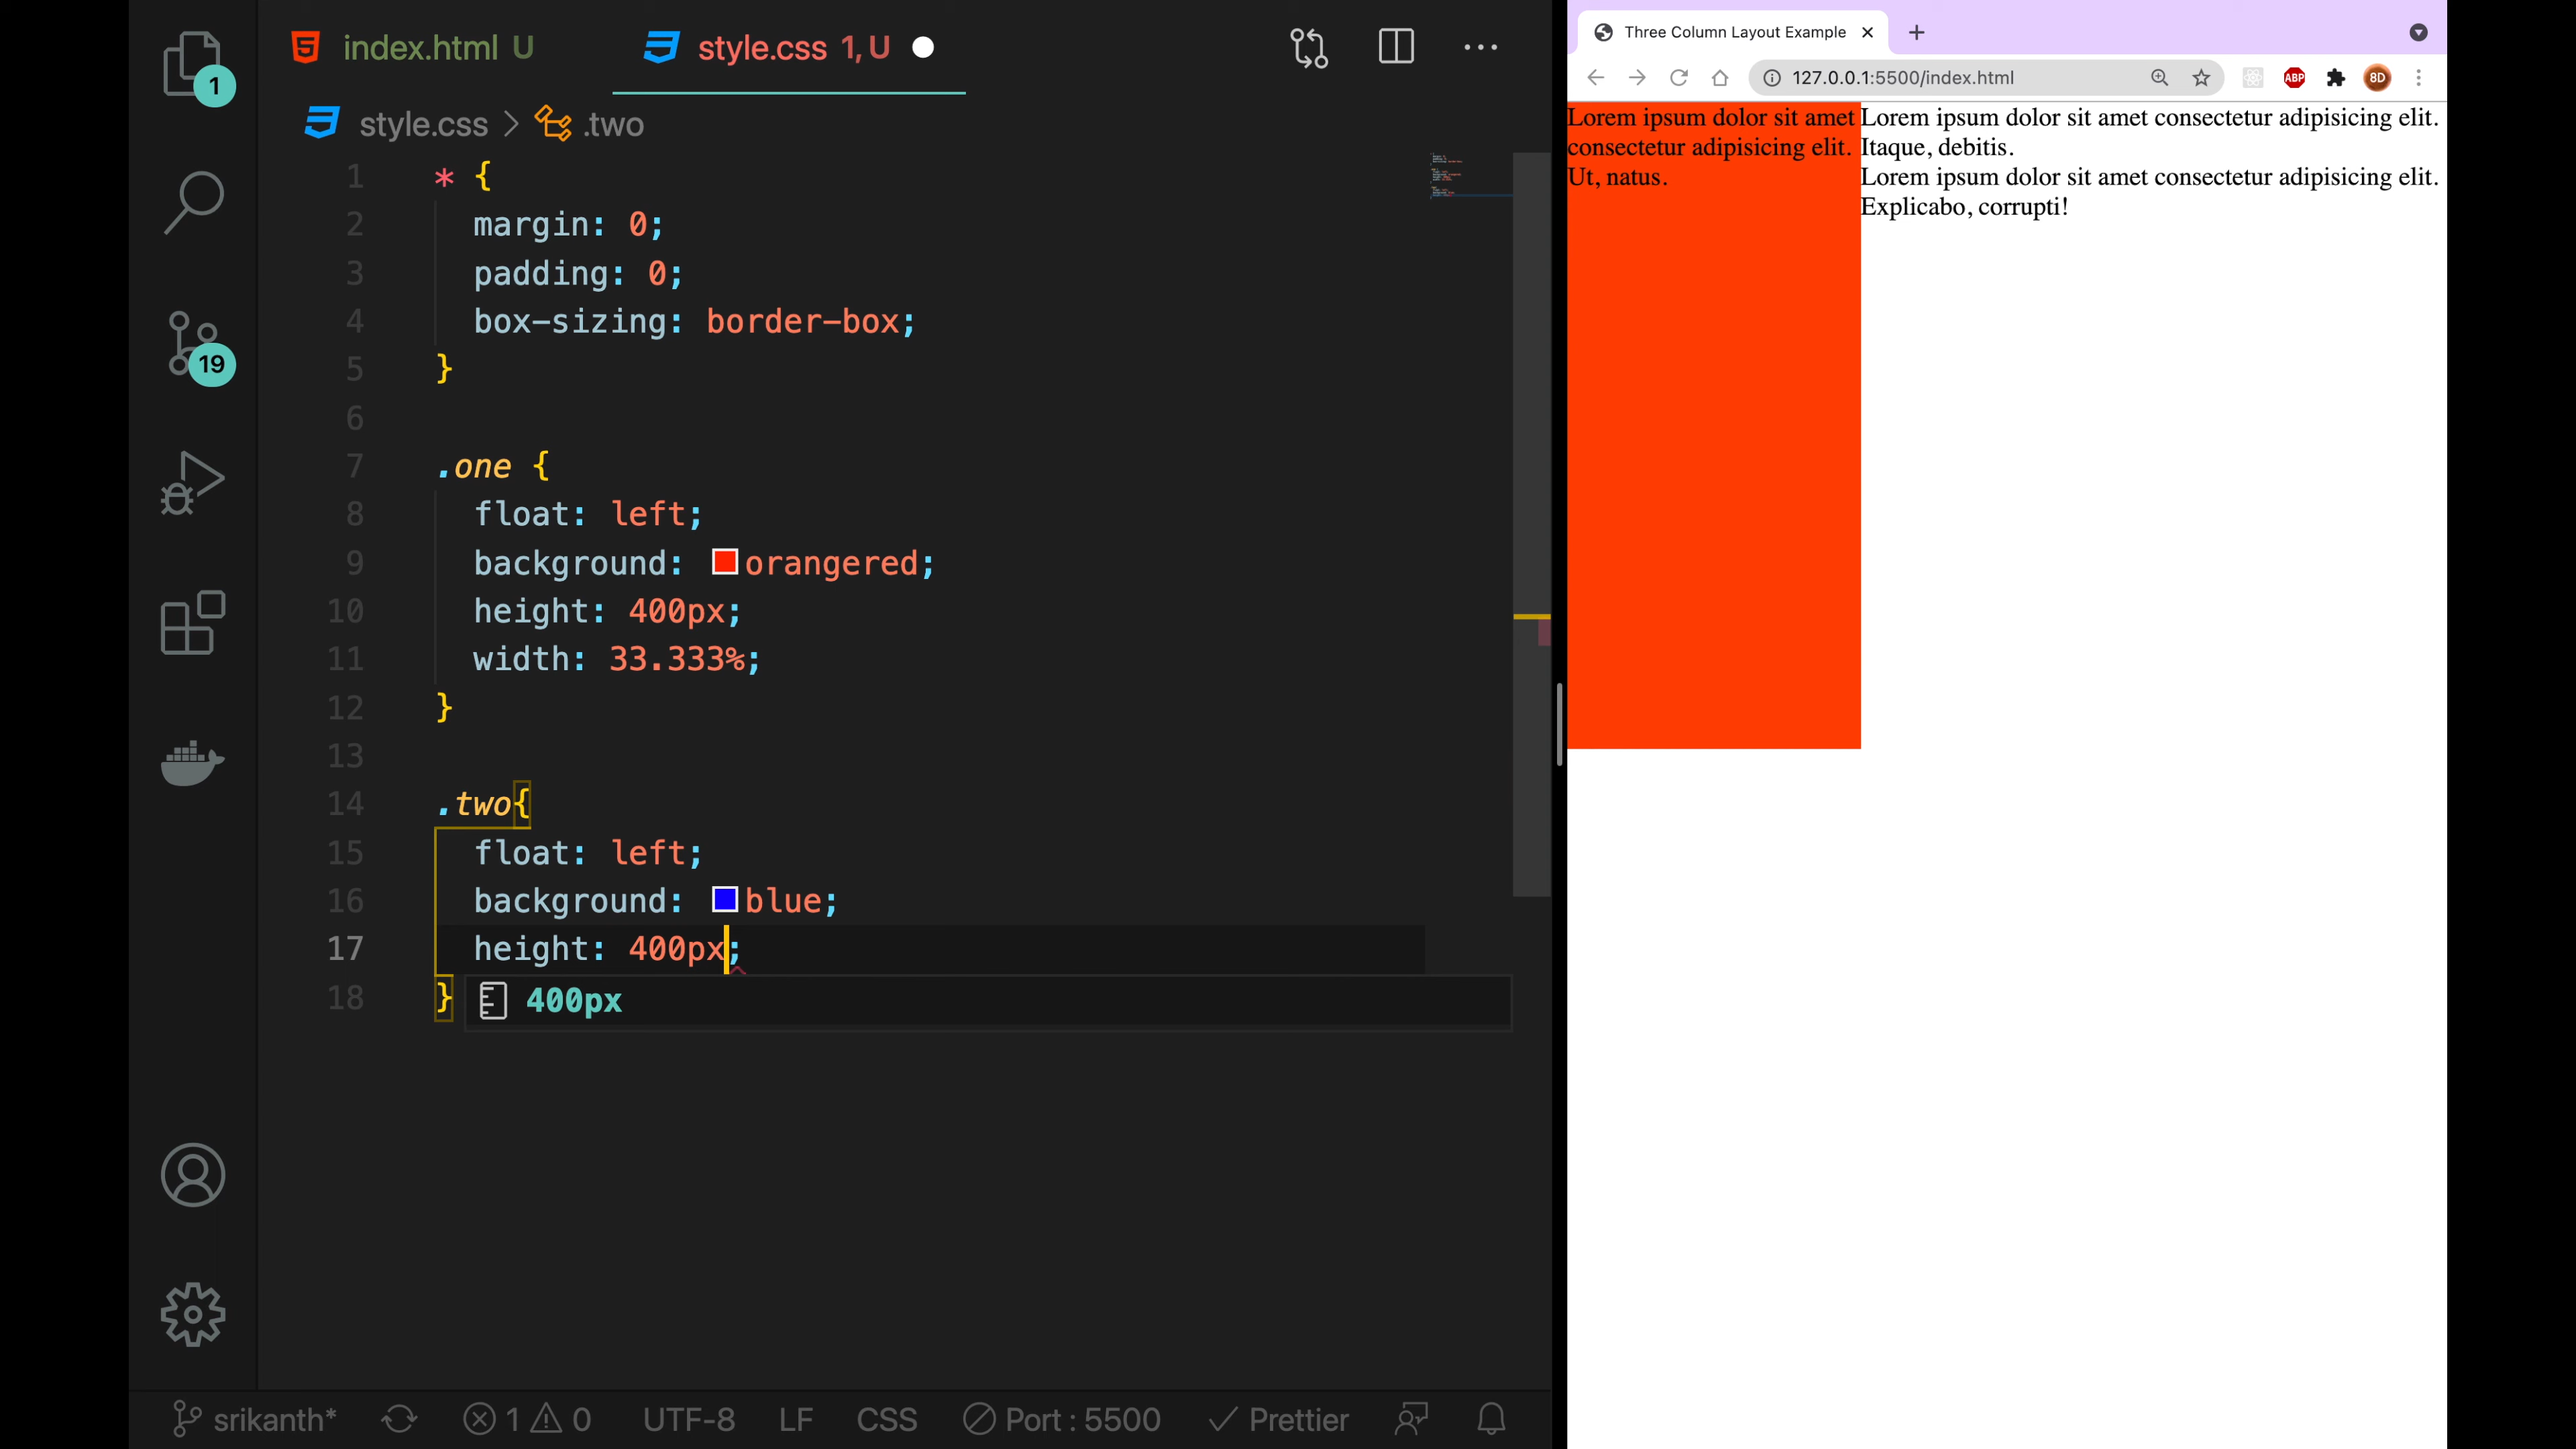 index.html U
style.css 1, U
1
19
style.css > .two
1 * {
2 margin: 0;
3 padding: 0;
4 box-sizing: border-box;
5 }
6
7 .one {
8 float: left;
9 background: orangered;
10 height: 400px;
11 width: 33.333%;
12 }
13
14 .two{
15 float: left;
16 background: blue;
17 height: 400px;
18 }
400px
srikanth* 1 0 UTF-8 LF CSS Port : 5500 Prettier
Three Column Layout Example
127.0.0.1:5500/index.html
ABP
8D
Lorem ipsum dolor sit amet
consectetur adipisicing elit.
Ut, natus.
Lorem ipsum dolor sit amet consectetur adipisicing elit.
Itaque, debitis.
Lorem ipsum dolor sit amet consectetur adipisicing elit.
Explicabo, corrupti!